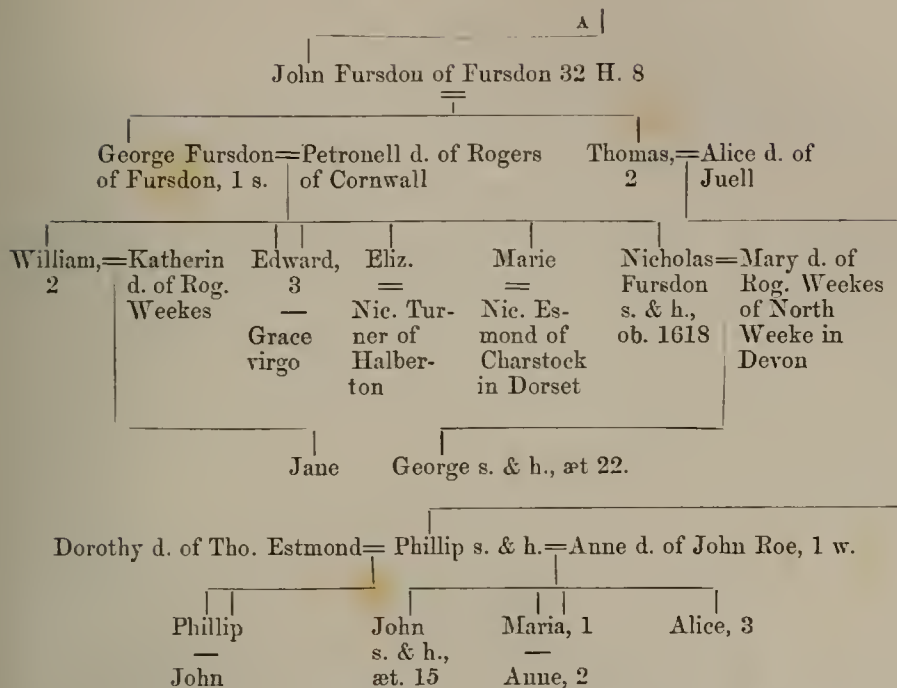 A
John Fursdon of Fursdon 32 H. 8
=
George Fursdon=Petronell d. of Rogers
of Fursdon, 1 s. of Cornwall
Thomas,=Alice d. of
2 Juell
William,=Katherin
2 d. of Rog.
Weekes
Edward,
3
—
Grace
virgo
Eliz.
=
Nic. Tur-
ner of
Halber-
ton
Marie
=
Nic. Es-
mond of
Charstock
in Dorset
Nicholas=Mary d. of
Fursdon Rog. Weekes
s. & h., of North
ob. 1618 Weeke in
Devon
Jane George s. & h., æt 22.
Dorothy d. of Tho. Estmond= Phillip s. & h.=Anne d. of John Roe, 1 w.
Phillip
—
John
John
s. & h.,
æt. 15
Maria, 1
—
Anne, 2
Alice, 3